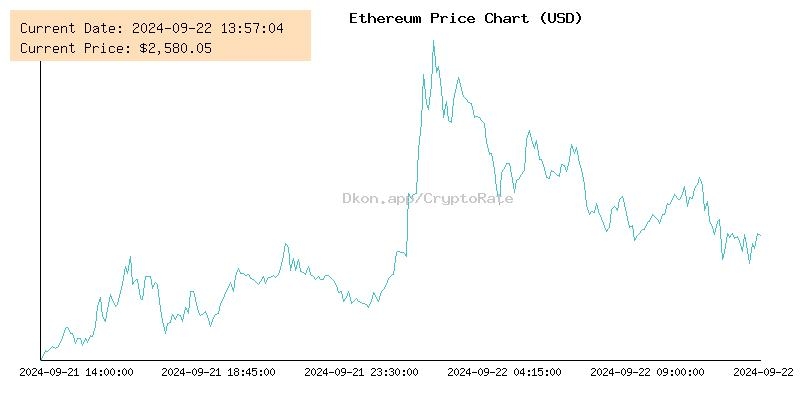 Ethereum Price Chart (USD)
Current Date: 2024-09-22 13:57:04
Current Price: $2,580.05
Dkon.app/CryptoRate
2024-09-21 14:00:00 2024-09-21 18:45:00 2024-09-21 23:30:00 2024-09-22 04:15:00 2024-09-22 09:00:00 2024-09-22